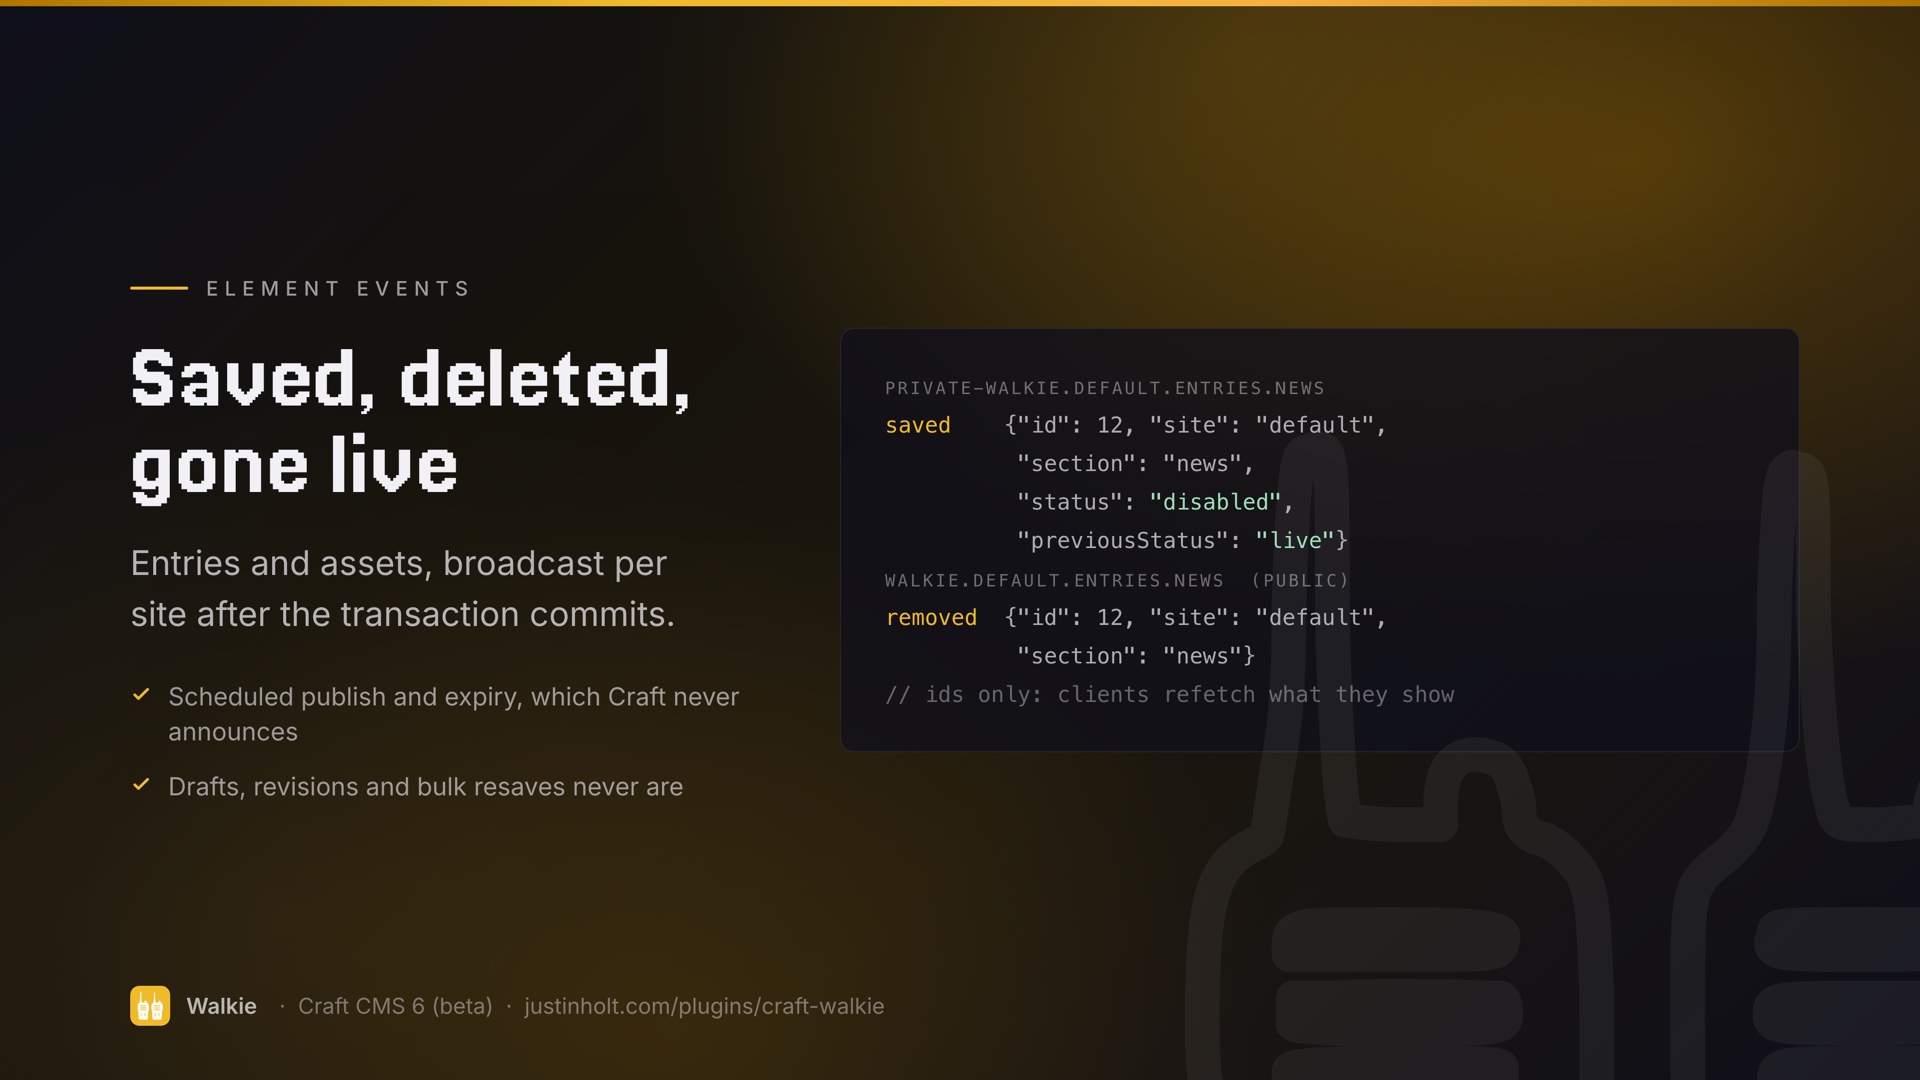 ELEMENT EVENTS
Saved, deleted,
gone live
Entries and assets, broadcast per
site after the transaction commits.
Scheduled publish and expiry, which Craft never
announces
Drafts, revisions and bulk resaves never are
PRIVATE-WALKIE.DEFAULT.ENTRIES.NEWS
saved {"id": 12, "site": "default",
"section": "news",
"status": "disabled",
"previousStatus": "live"}
WALKIE.DEFAULT.ENTRIES.NEWS (PUBLIC)
removed {"id": 12, "site": "default",
"section": "news"}
// ids only: clients refetch what they show
Walkie · Craft CMS 6 (beta) · justinholt.com/plugins/craft-walkie